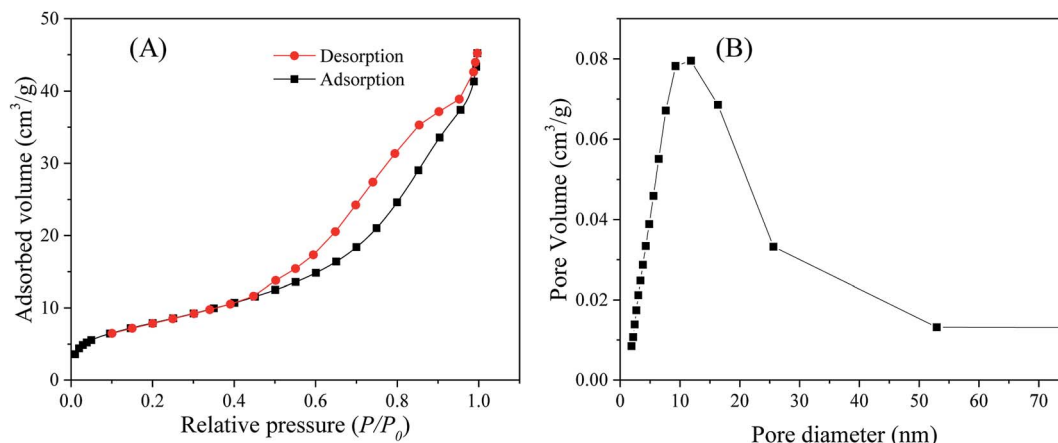 (A)
Desorption
Adsorption
Adsorbed volume (cm³/g)
50
40
30
20
10
0
0.0 0.2 0.4 0.6 0.8 1.0
Relative pressure (P/P₀)
(B)
Pore Volume (cm³/g)
0.08
0.06
0.04
0.02
0.00
0 10 20 30 40 50 60 70
Pore diameter (nm)